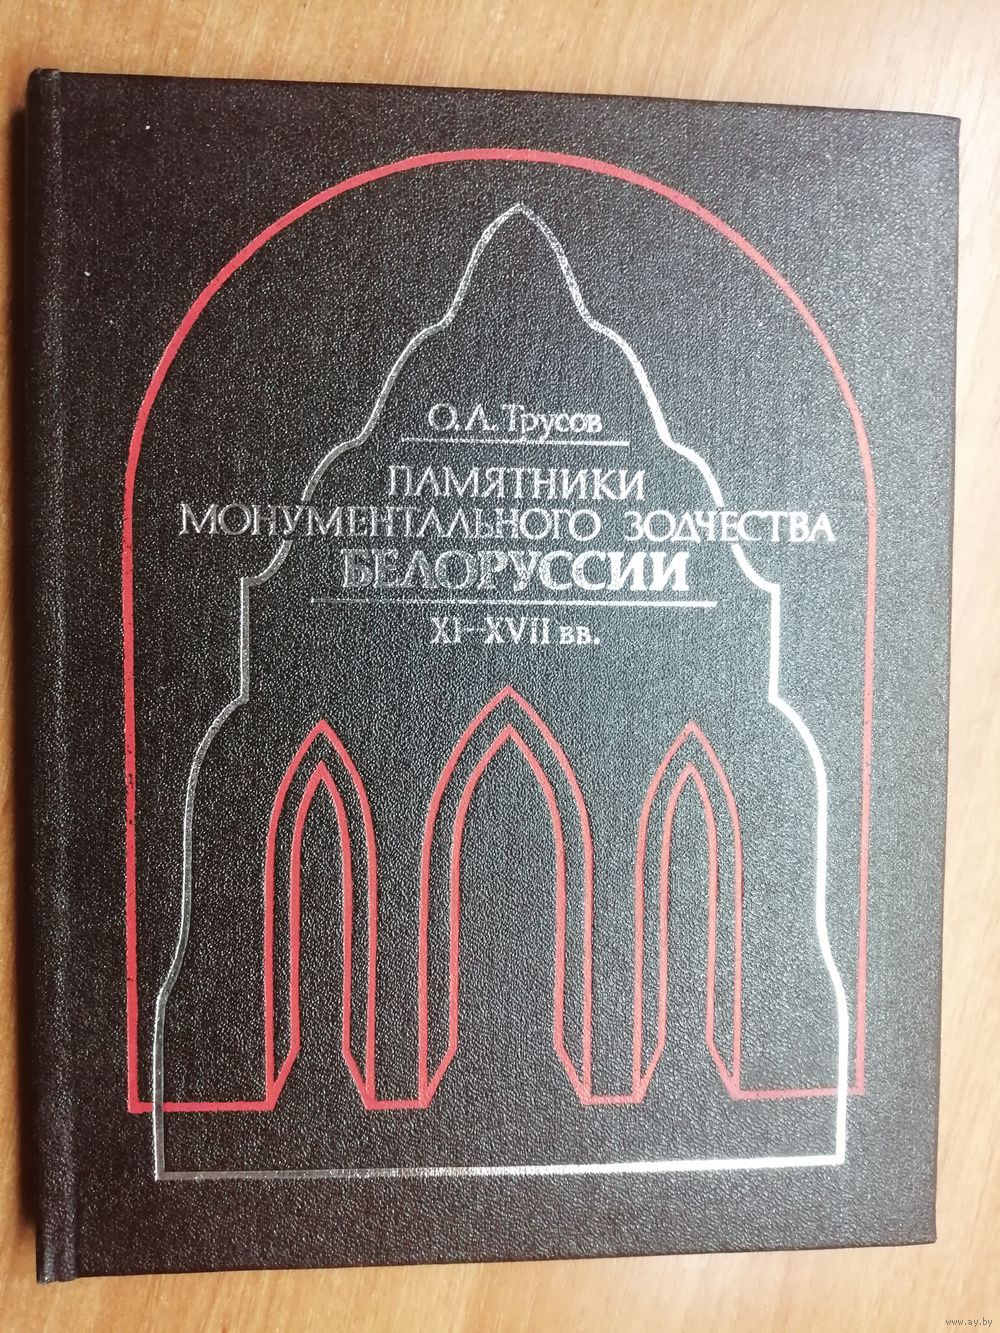 О. А. Трусов
ПАМЯТНИКИ
МОНУМЕНТАЛЬНОГО ЗОДЧЕСТВА
БЕЛОРУССИИ
XI—XVII вв.
www.ay.by